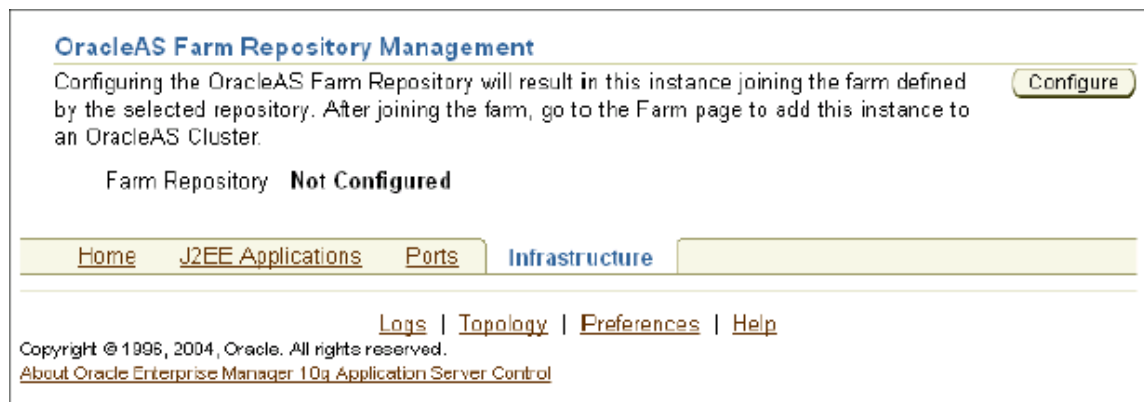 OracleAS Farm Repository Management
Configuring the OracleAS Farm Repository will result in this instance joining the farm defined
by the selected repository. After joining the farm, go to the Farm page to add this instance to
an OracleAS Cluster.
Configure
Farm Repository Not Configured
Home J2EE Applications Ports Infrastructure
Logs | Topology | Preferences | Help
Copyright © 1996, 2004, Oracle. All rights reserved.
About Oracle Enterprise Manager 10g Application Server Control